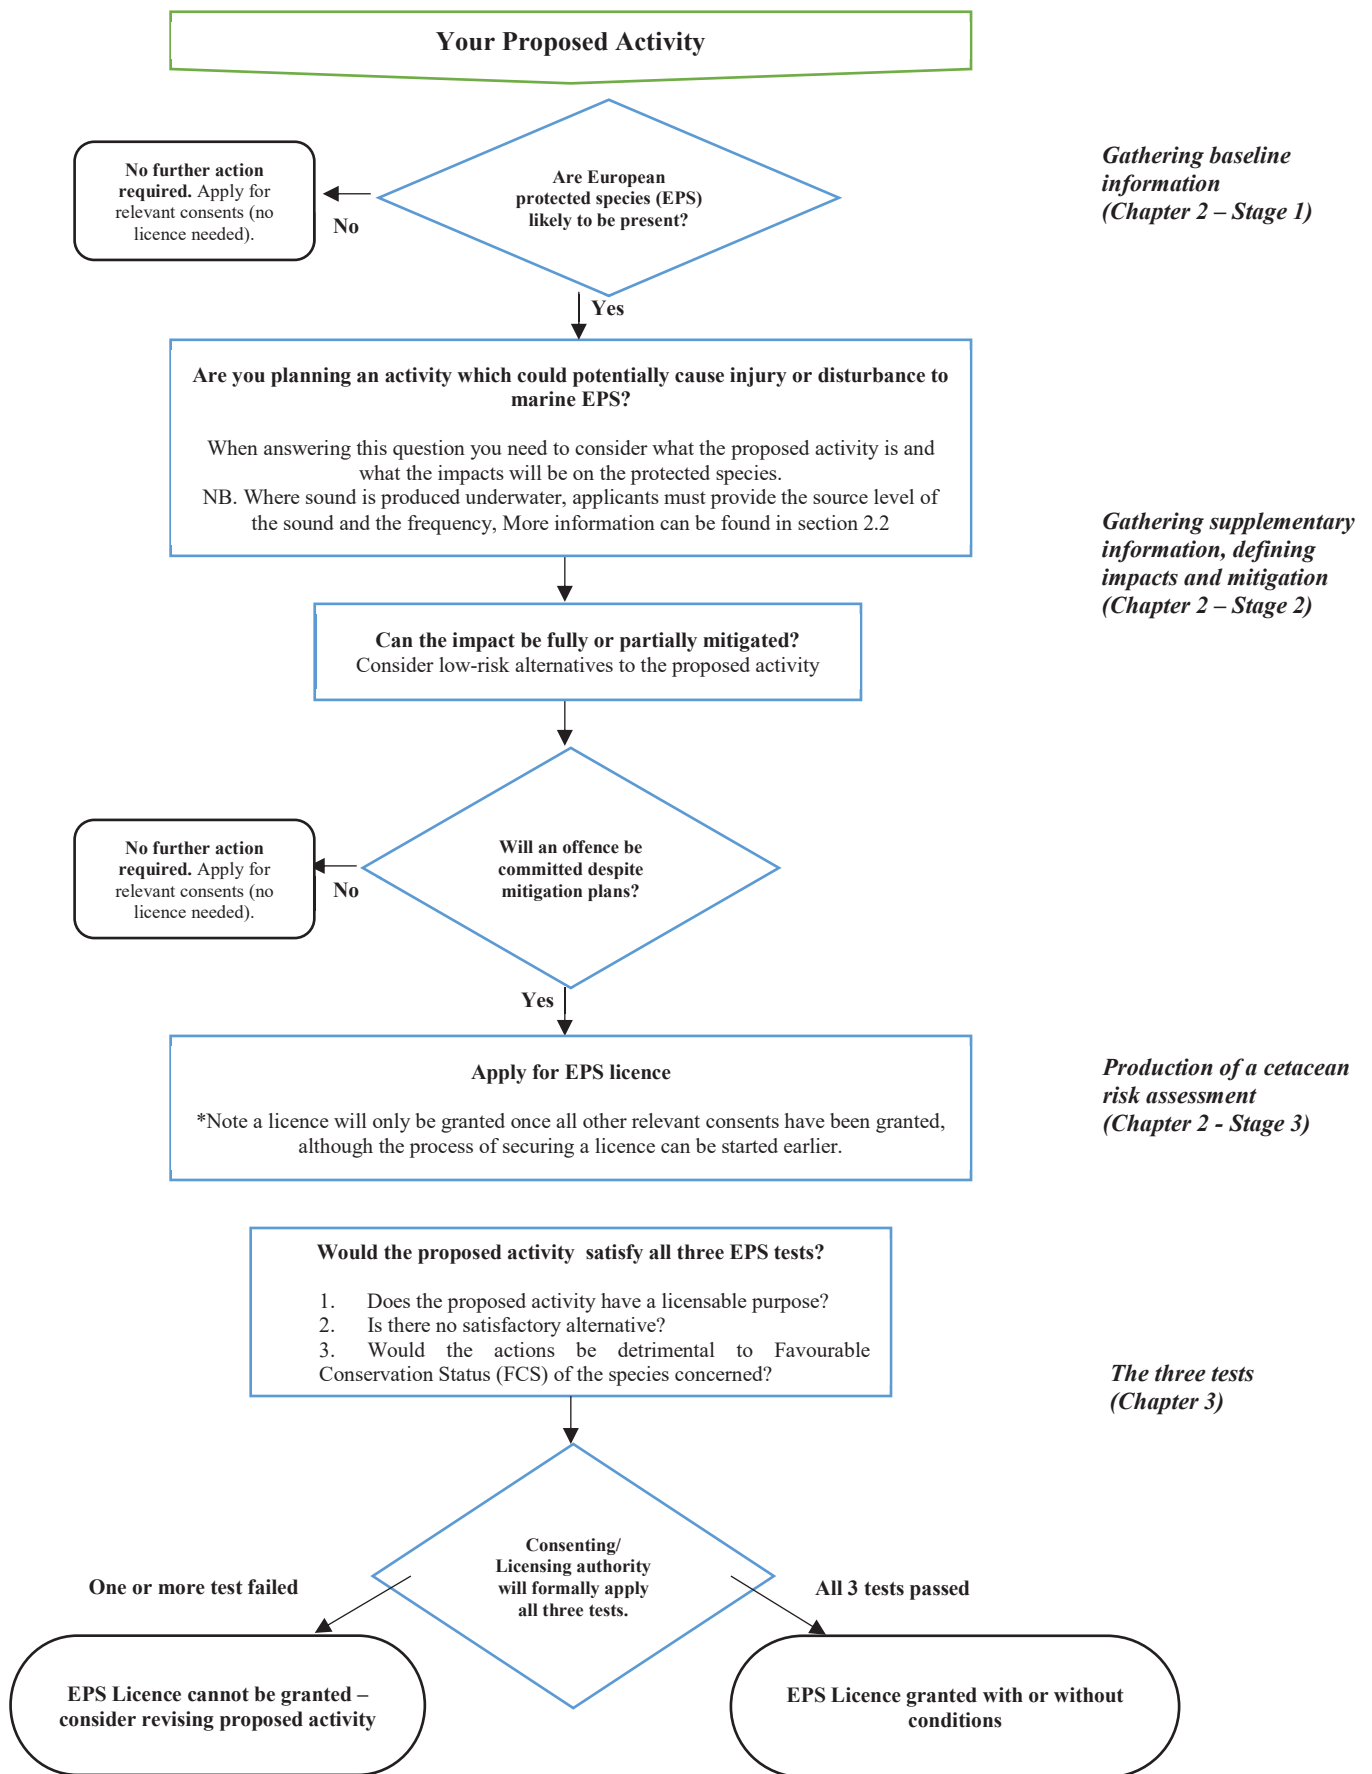 Your Proposed Activity
No further action
required. Apply for
relevant consents (no
licence needed).
No
Are European
protected species (EPS)
likely to be present?
Gathering baseline
information
(Chapter 2 – Stage 1)
Yes
Are you planning an activity which could potentially cause injury or disturbance to
marine EPS?
When answering this question you need to consider what the proposed activity is and
what the impacts will be on the protected species.
NB. Where sound is produced underwater, applicants must provide the source level of
the sound and the frequency, More information can be found in section 2.2
Gathering supplementary
information, defining
impacts and mitigation
(Chapter 2 – Stage 2)
Can the impact be fully or partially mitigated?
Consider low-risk alternatives to the proposed activity
No further action
required. Apply for
relevant consents (no
licence needed).
No
Will an offence be
committed despite
mitigation plans?
Yes
Apply for EPS licence
*Note a licence will only be granted once all other relevant consents have been granted,
although the process of securing a licence can be started earlier.
Production of a cetacean
risk assessment
(Chapter 2 - Stage 3)
Would the proposed activity  satisfy all three EPS tests?
1. Does the proposed activity have a licensable purpose?
2. Is there no satisfactory alternative?
3. Would the actions be detrimental to Favourable
Conservation Status (FCS) of the species concerned?
The three tests
(Chapter 3)
Consenting/
Licensing authority
will formally apply
all three tests.
One or more test failed
All 3 tests passed
EPS Licence cannot be granted –
consider revising proposed activity
EPS Licence granted with or without
conditions